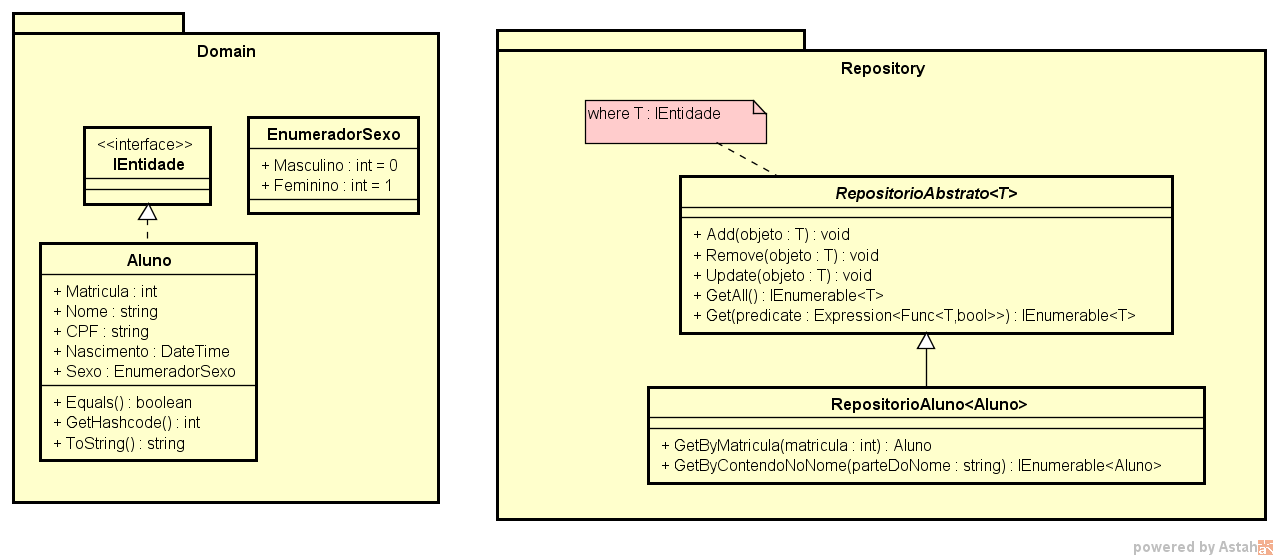 Domain
<<interface>>
IEntidade
EnumeradorSexo
+ Masculino : int = 0
+ Feminino : int = 1
Aluno
+ Matricula : int
+ Nome : string
+ CPF : string
+ Nascimento : DateTime
+ Sexo : EnumeradorSexo
+ Equals() : boolean
+ GetHashcode() : int
+ ToString() : string
Repository
where T : IEntidade
RepositorioAbstrato<T>
+ Add(objeto : T) : void
+ Remove(objeto : T) : void
+ Update(objeto : T) : void
+ GetAll() : IEnumerable<T>
+ Get(predicate : Expression<Func<T,bool>>) : IEnumerable<T>
RepositorioAluno<Aluno>
+ GetByMatricula(matricula : int) : Aluno
+ GetByContendoNoNome(parteDoNome : string) : IEnumerable<Aluno>
powered by Astah